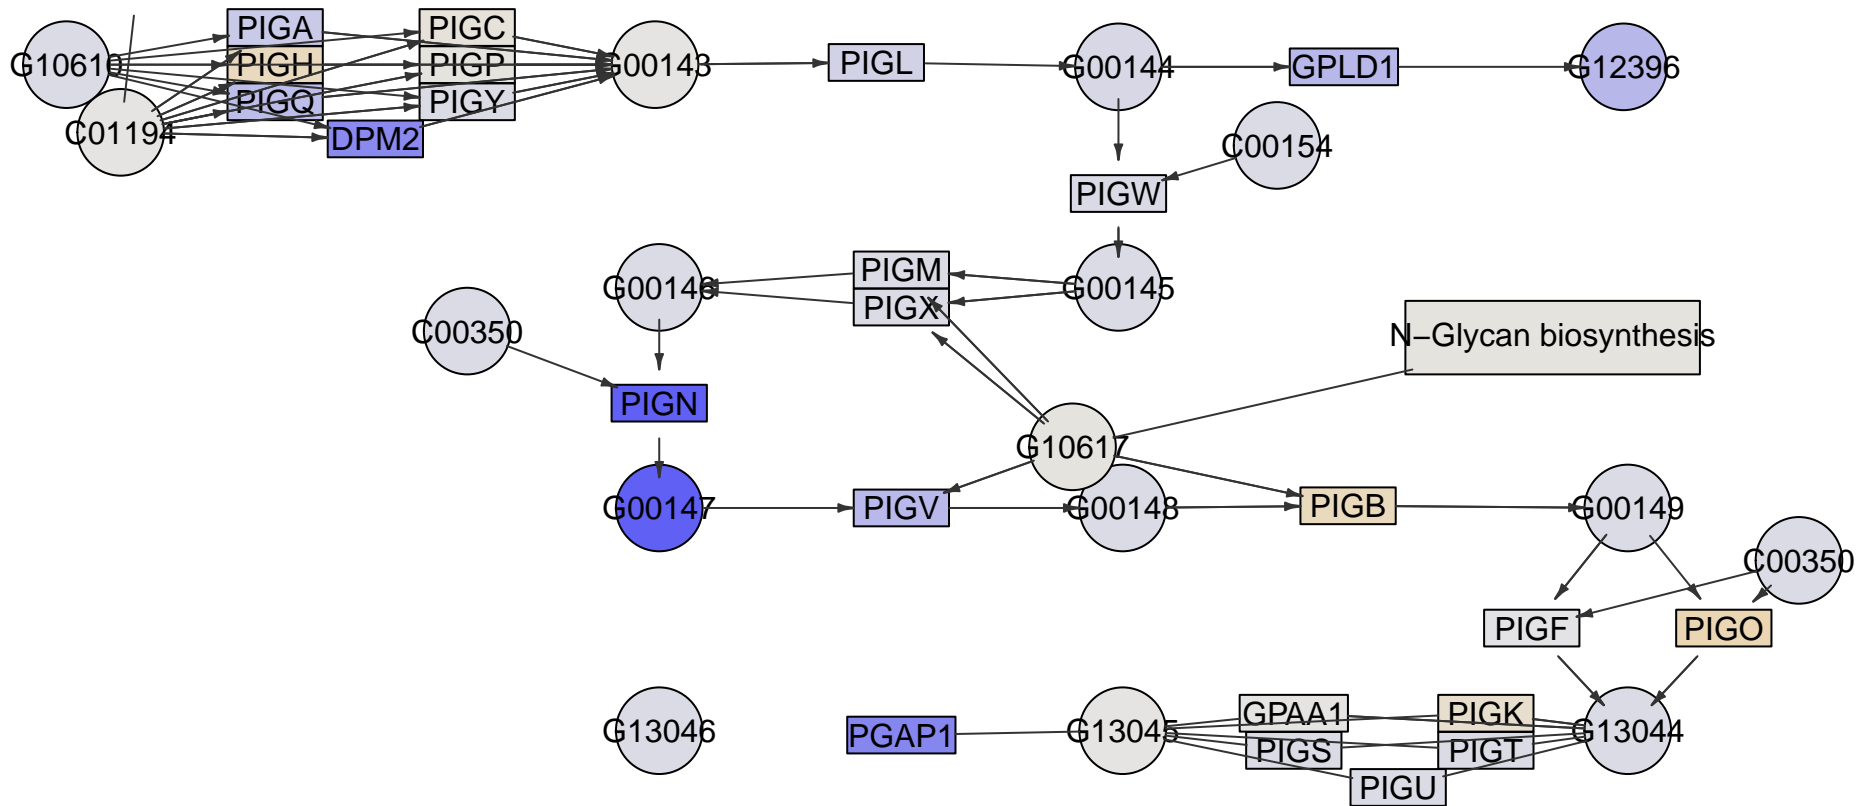 PIGA
PIGC
G10610
PIGH
PIGP
G00143
PIGL
G00144
GPLD1
G12396
PIGQ
PIGY
C01194
DPM2
C00154
PIGW
PIGM
G00146
G00145
PIGX
C00350
N–Glycan biosynthesis
PIGN
G10617
G00147
PIGV
G00148
PIGB
G00149
C00350
PIGF
PIGO
GPAA1
PIGK
G13046
PGAP1
G13045
G13044
PIGS
PIGT
PIGU